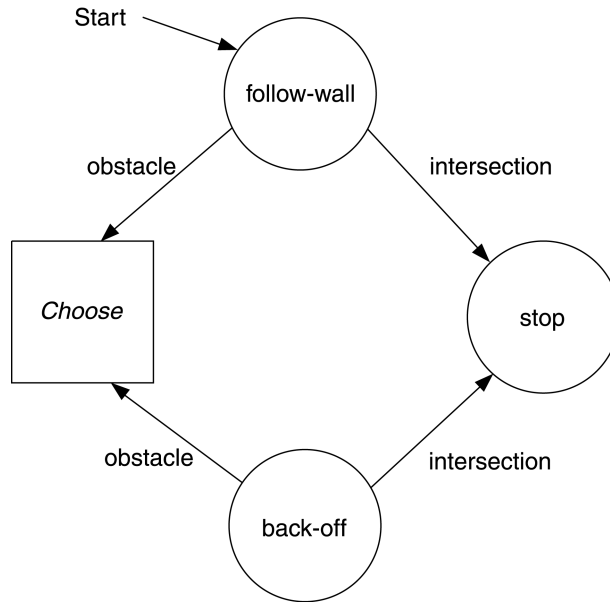 Start
follow-wall
obstacle
intersection
Choose
stop
obstacle
intersection
back-off